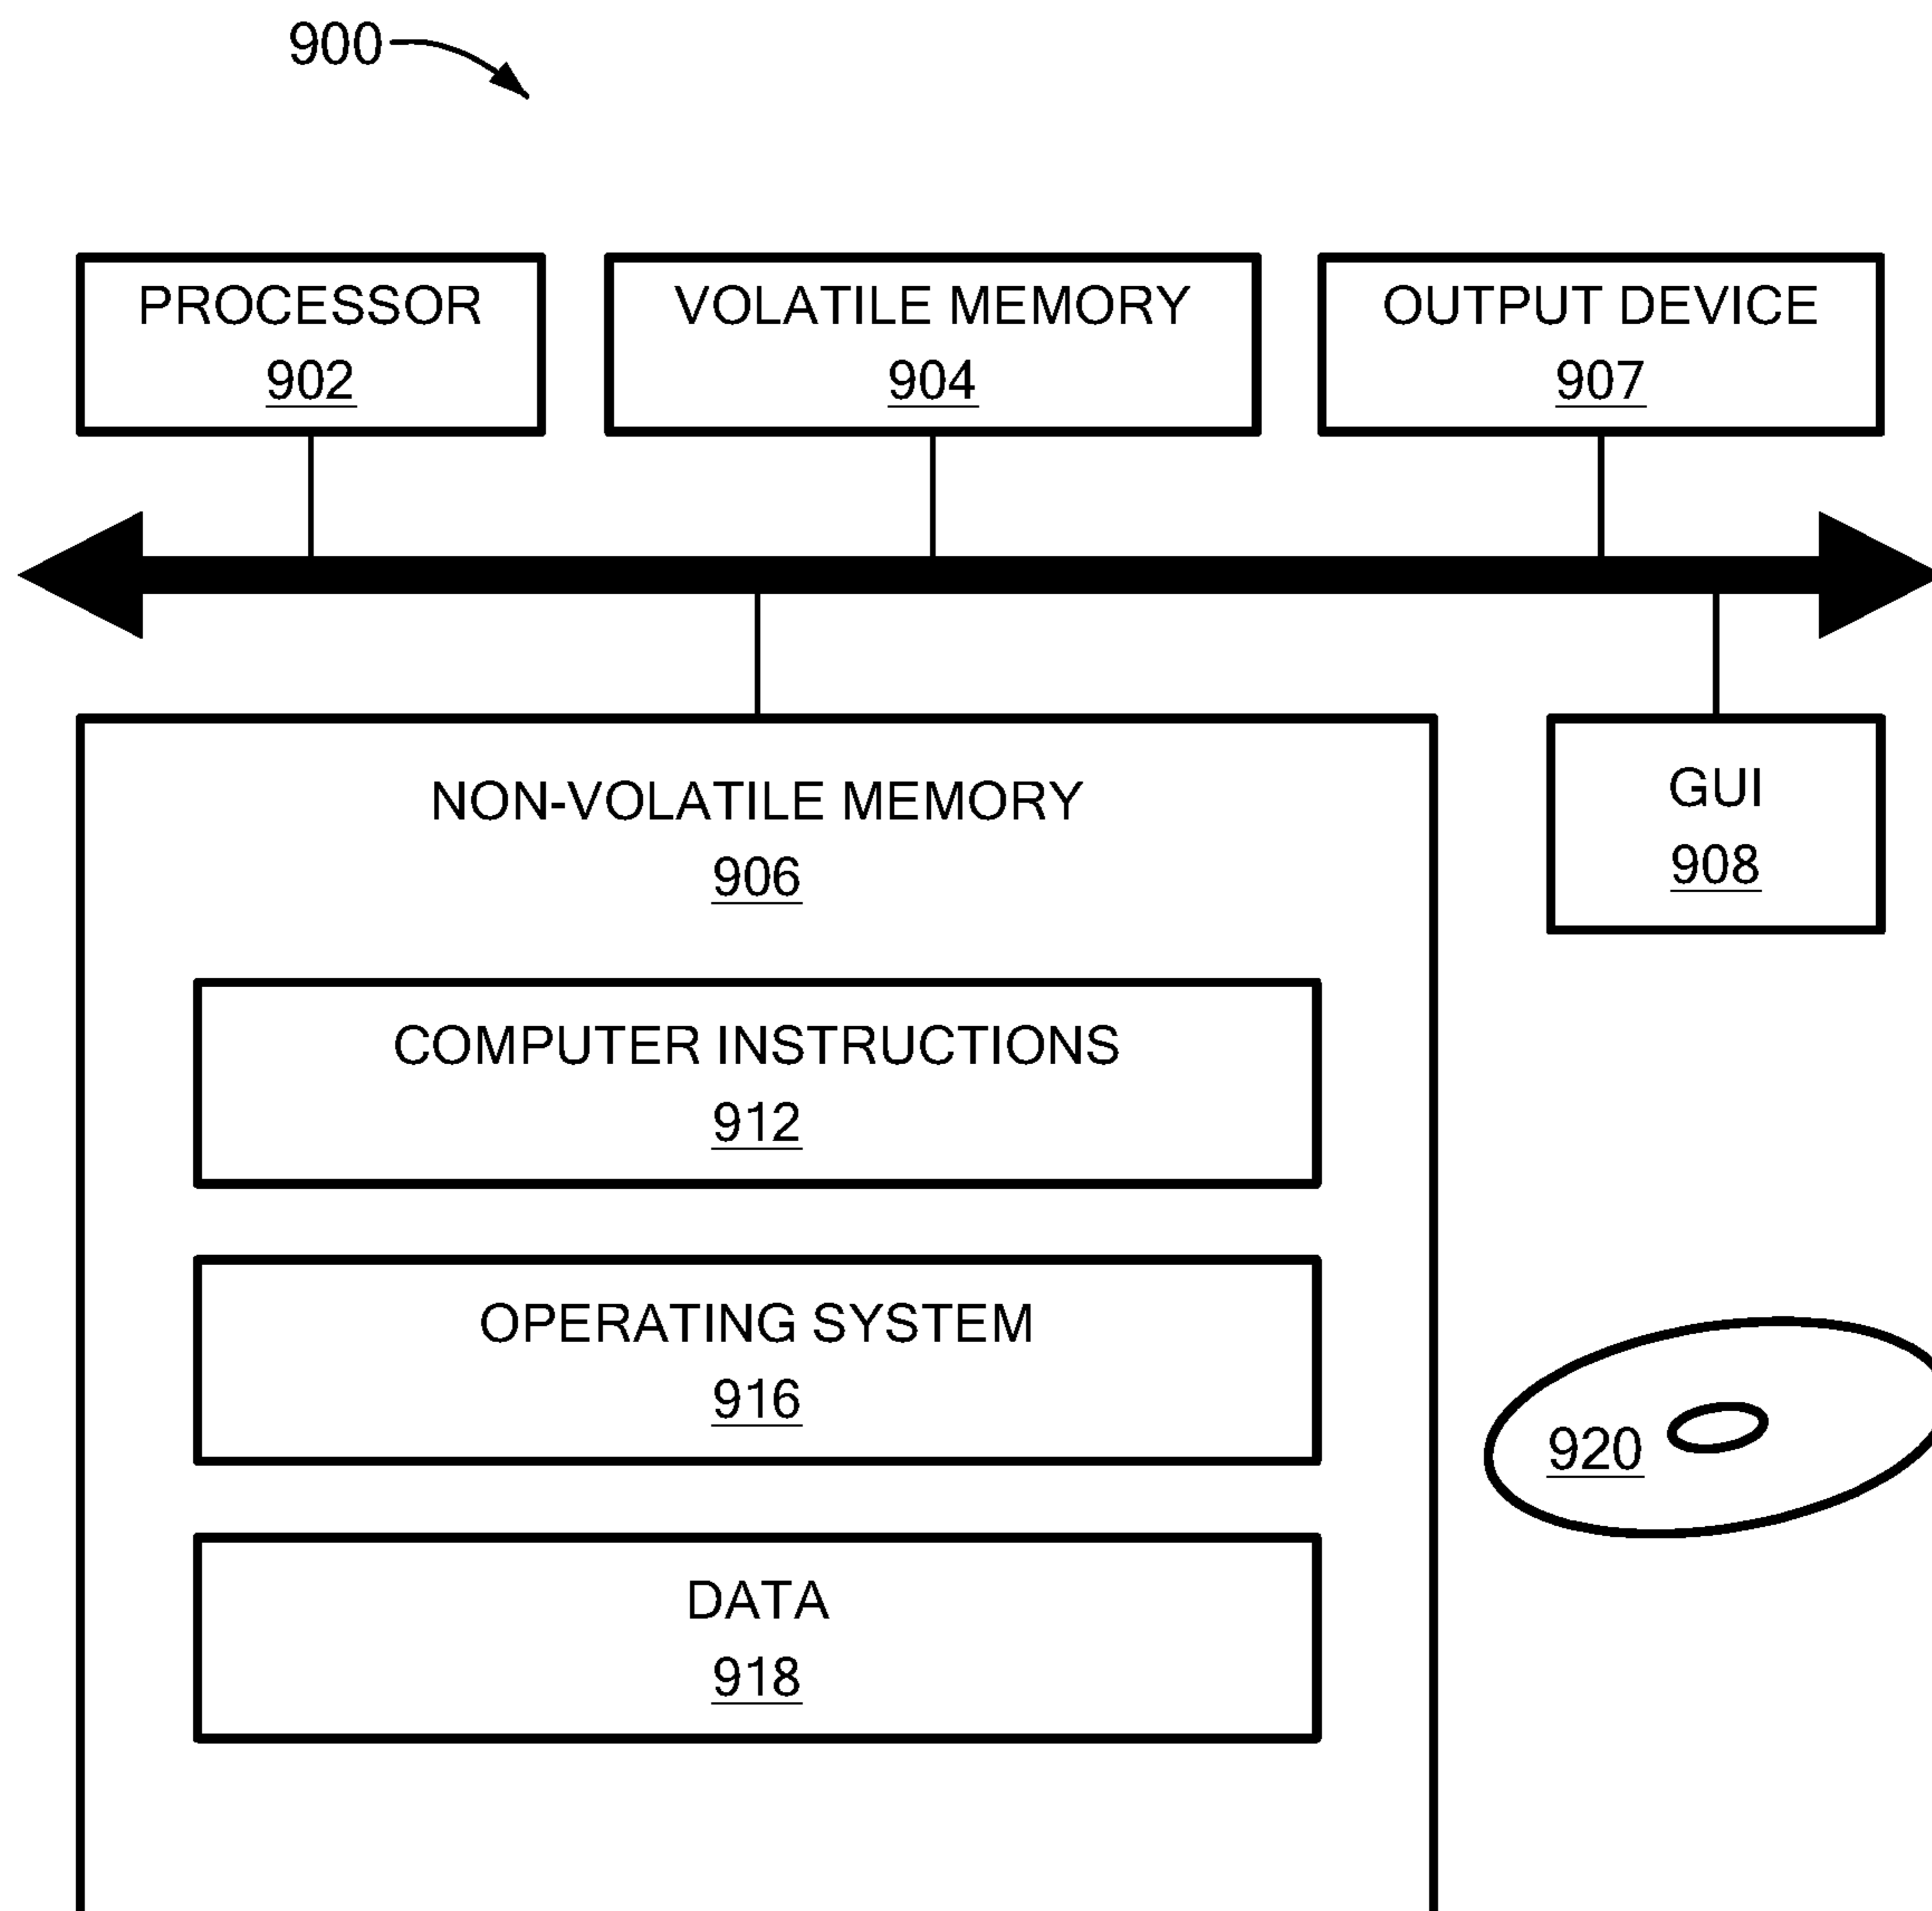 900
PROCESSOR
902
VOLATILE MEMORY
904
OUTPUT DEVICE
907
NON-VOLATILE MEMORY
906
GUI
908
COMPUTER INSTRUCTIONS
912
OPERATING SYSTEM
916
920
DATA
918